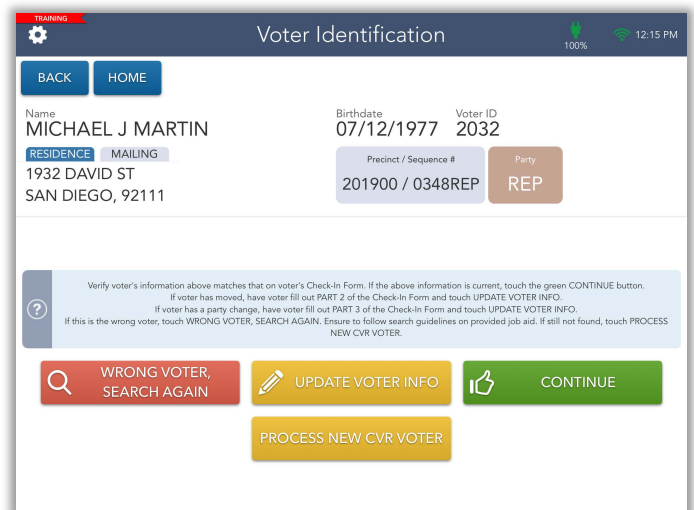 TRAINING
Voter Identification
100%
12:15 PM
BACK
HOME
Name
MICHAEL J MARTIN
Birthdate
07/12/1977
Voter ID
2032
RESIDENCE
MAILING
1932 DAVID ST
SAN DIEGO, 92111
Precinct / Sequence #
201900 / 0348REP
Party
REP
?
Verify voter's information above matches that on voter's Check-In Form. If the above information is current, touch the green CONTINUE button.
If voter has moved, have voter fill out PART 2 of the Check-In Form and touch UPDATE VOTER INFO.
If voter has a party change, have voter fill out PART 3 of the Check-In Form and touch UPDATE VOTER INFO.
If this is the wrong voter, touch WRONG VOTER, SEARCH AGAIN. Ensure to follow search guidelines on provided job aid. If still not found, touch PROCESS
NEW CVR VOTER.
WRONG VOTER,
SEARCH AGAIN
UPDATE VOTER INFO
CONTINUE
PROCESS NEW CVR VOTER